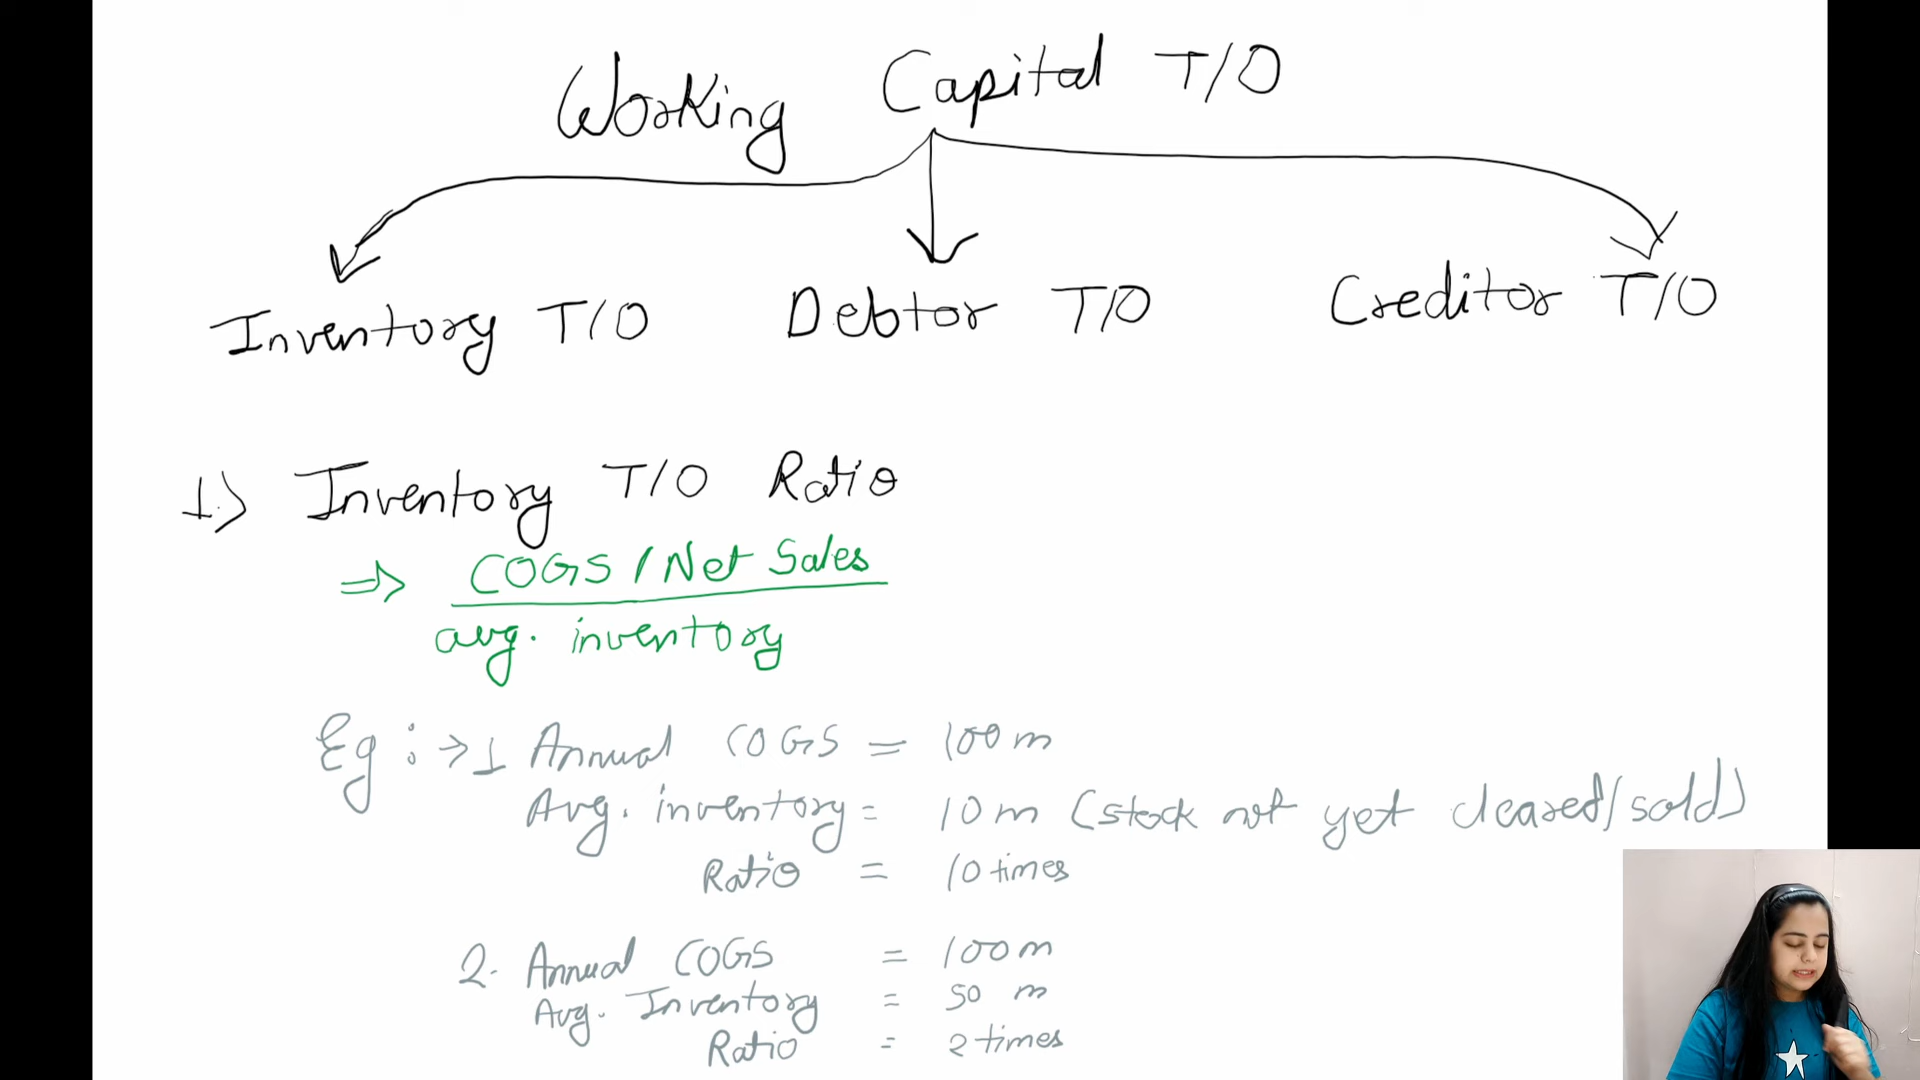 Working Capital T/O
Inventory T/O Debtor T/O Creditor T/O
1.) Inventory T/O Ratio
⇒ COGS / Net Sales
avg. inventory
Eg :→ 1 Annual COGS = 100 m
Avg. inventory = 10 m (stock not yet cleared/sold)
Ratio = 10 times
2. Annual COGS = 100 m
Avg. Inventory = 50 m
Ratio = 2 times